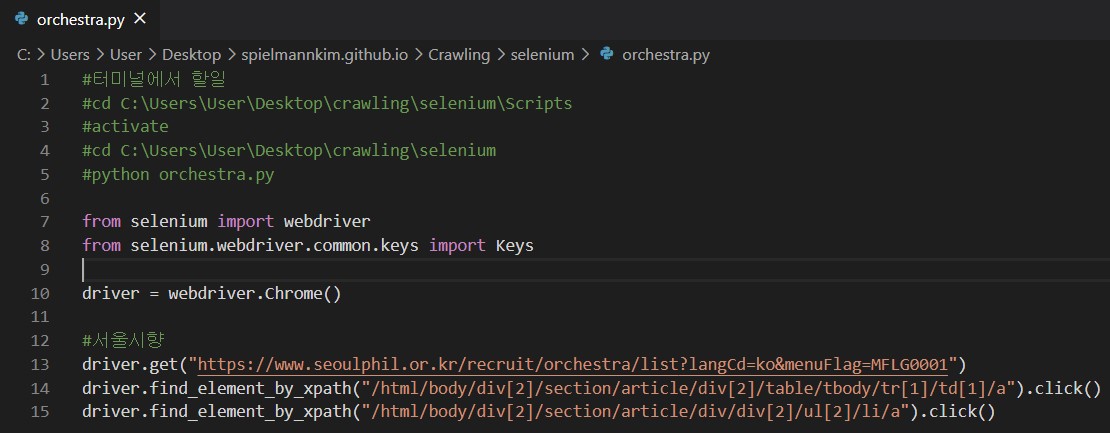 orchestra.py
C: > Users > User > Desktop > spielmannkim.github.io > Crawling > selenium > orchestra.py
1 #터미널에서 할일
2 #cd C:\Users\User\Desktop\crawling\selenium\Scripts
3 #activate
4 #cd C:\Users\User\Desktop\crawling\selenium
5 #python orchestra.py
6
7 from selenium import webdriver
8 from selenium.webdriver.common.keys import Keys
9
10 driver = webdriver.Chrome()
11
12 #서울시향
13 driver.get("https://www.seoulphil.or.kr/recruit/orchestra/list?langCd=ko&menuFlag=MFLG0001")
14 driver.find_element_by_xpath("/html/body/div[2]/section/article/div[2]/table/tbody/tr[1]/td[1]/a").click()
15 driver.find_element_by_xpath("/html/body/div[2]/section/article/div/div[2]/ul[2]/li/a").click()